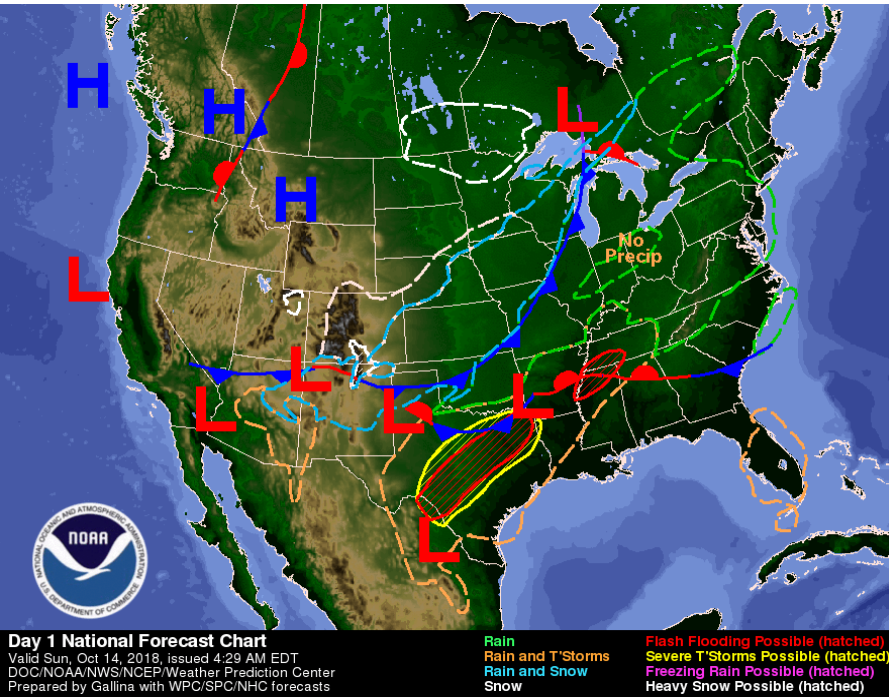 H
H
H
L
L
No
Precip
L
L
L
L
L
NOAA
NATIONAL OCEANIC AND ATMOSPHERIC ADMINISTRATION
U.S. DEPARTMENT OF COMMERCE
Day 1 National Forecast Chart
Valid Sun, Oct 14, 2018, issued 4:29 AM EDT
DOC/NOAA/NWS/NCEP/Weather Prediction Center
Prepared by Gallina with WPC/SPC/NHC forecasts
Rain
Rain and T'Storms
Rain and Snow
Snow
Flash Flooding Possible (hatched)
Severe T'Storms Possible (hatched)
Freezing Rain Possible (hatched)
Heavy Snow Possible (hatched)